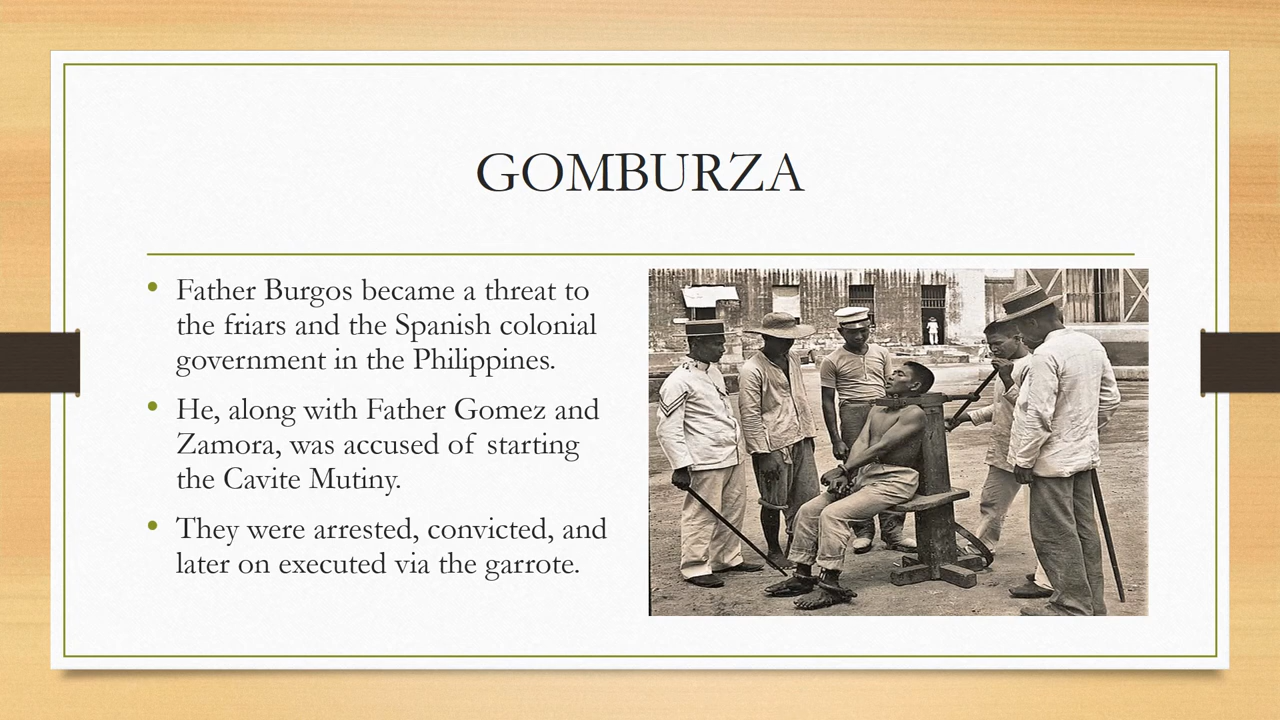 GOMBURZA
• Father Burgos became a threat to
the friars and the Spanish colonial
government in the Philippines.
• He, along with Father Gomez and
Zamora, was accused of starting
the Cavite Mutiny.
• They were arrested, convicted, and
later on executed via the garrote.